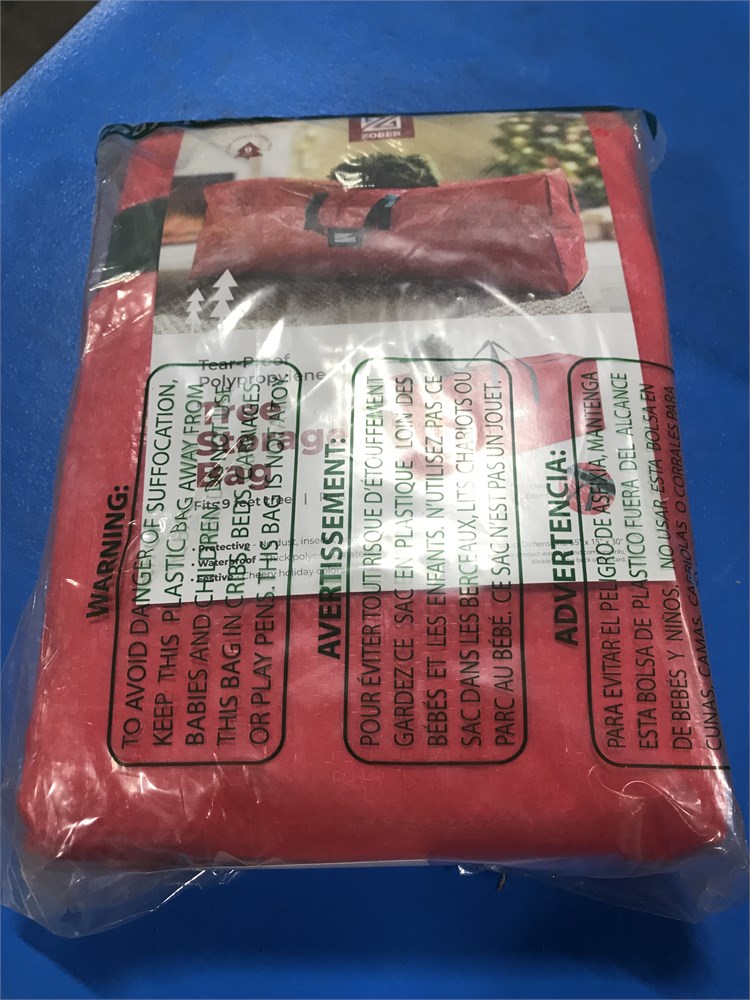 ZOBER
Tear-Proof
Polypropylene
Tree
Storage
Bag
Fits 9 feet tree
Protective
Waterproof
Festive - Cheery holiday
15" x 30"
WARNING:
TO AVOID DANGER OF SUFFOCATION,
KEEP THIS PLASTIC BAG AWAY FROM
BABIES AND CHILDREN. DO NOT USE
THIS BAG IN CRIBS, BEDS, CARRIAGES,
OR PLAY PENS. THIS BAG IS NOT A TOY.
AVERTISSEMENT:
POUR ÉVITER TOUT RISQUE D'ÉTOUFFEMENT
GARDEZ CE SAC EN PLASTIQUE LOIN DES
BÉBÉS ET LES ENFANTS. N'UTILISEZ PAS CE
SAC DANS LES BERCEAUX, LITS CHARIOTS OU
PARC AU BÉBÉ. CE SAC N'EST PAS UN JOUET.
ADVERTENCIA:
PARA EVITAR EL PELIGRO DE ASFIXIA, MANTENGA
ESTA BOLSA DE PLASTICO FUERA DEL ALCANCE
DE BEBÉS Y NIÑOS. NO USAR ESTA BOLSA EN
CUNAS, CAMAS, CARRIOLAS O CORRALES PARA